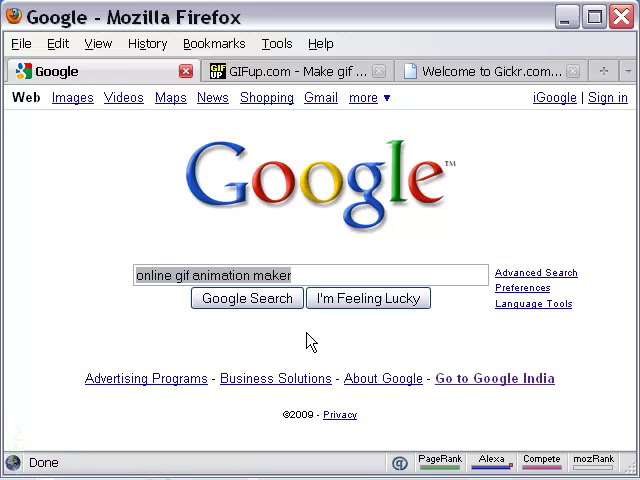 Google - Mozilla Firefox
File Edit View History Bookmarks Tools Help
Google GIFup.com - Make gif ... Welcome to Gickr.com...
Web Images Videos Maps News Shopping Gmail more ▼ iGoogle | Sign in
Google™
online gif animation maker
Advanced Search
Preferences
Language Tools
Google Search I'm Feeling Lucky
Advertising Programs - Business Solutions - About Google - Go to Google India
©2009 - Privacy
Done @ PageRank Alexa Compete mozRank